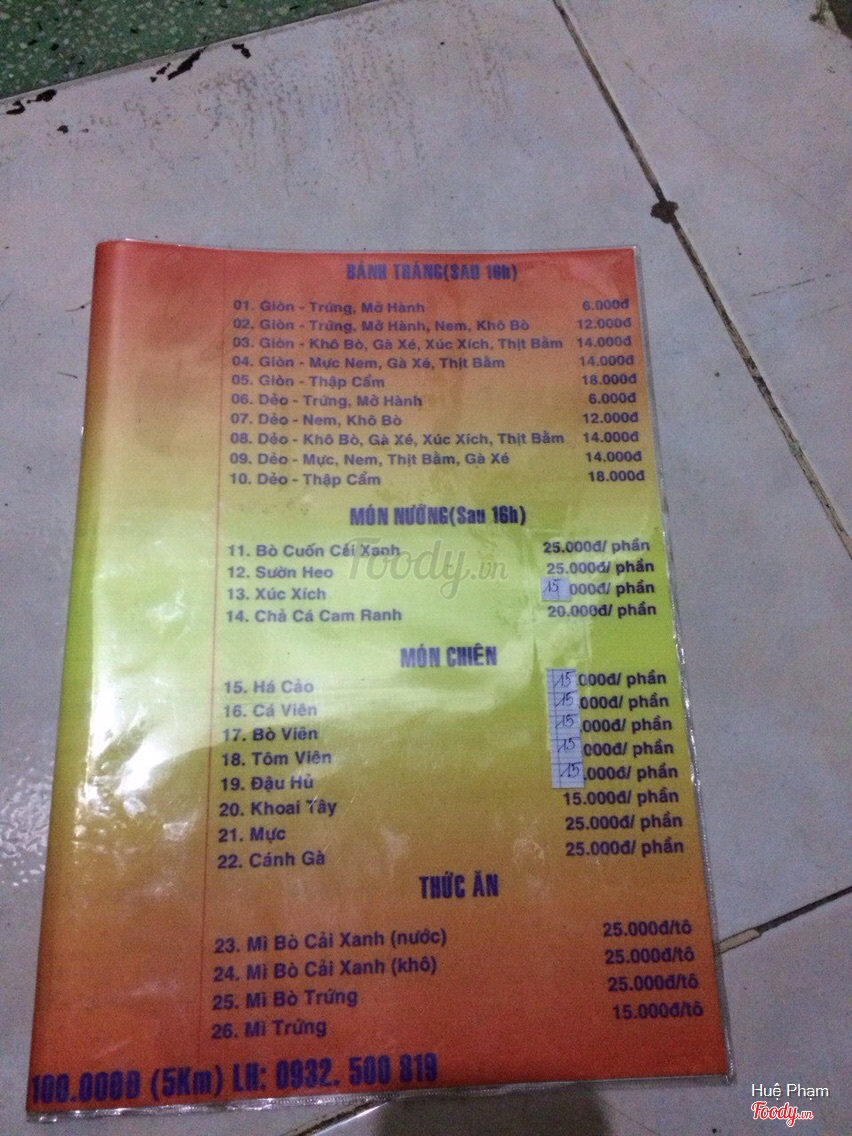 BÁNH TRÁNG(SAU 16h)
01. Giòn - Trứng, Mở Hành 6.000đ
02. Giòn - Trứng, Mở Hành, Nem, Khô Bò 12.000đ
03. Giòn - Khô Bò, Gà Xé, Xúc Xích, Thịt Bằm 14.000đ
04. Giòn - Mực Nem, Gà Xé, Thịt Bằm 14.000đ
05. Giòn - Thập Cẩm 18.000đ
06. Dẻo - Trứng, Mở Hành 6.000đ
07. Dẻo - Nem, Khô Bò 12.000đ
08. Dẻo - Khô Bò, Gà Xé, Xúc Xích, Thịt Bằm 14.000đ
09. Dẻo - Mực, Nem, Thịt Bằm, Gà Xé 14.000đ
10. Dẻo - Thập Cẩm 18.000đ
MÓN NƯỚNG(Sau 16h)
11. Bò Cuốn Cải Xanh 25.000đ/ phần
12. Sườn Heo 25.000đ/ phần
13. Xúc Xích 15.000đ/ phần
14. Chả Cá Cam Ranh 20.000đ/ phần
MÓN CHIÊN
15. Há Cảo 15.000đ/ phần
16. Cá Viên 15.000đ/ phần
17. Bò Viên 15.000đ/ phần
18. Tôm Viên 15.000đ/ phần
19. Đậu Hủ 15.000đ/ phần
20. Khoai Tây 15.000đ/ phần
21. Mực 25.000đ/ phần
22. Cánh Gà 25.000đ/ phần
THỨC ĂN
23. Mì Bò Cải Xanh (nước) 25.000đ/tô
24. Mì Bò Cải Xanh (khô) 25.000đ/tô
25. Mì Bò Trứng 25.000đ/tô
26. Mì Trứng 15.000đ/tô
100.000Đ (5Km) LH: 0932. 500 819
Foody.vn
Huệ Phạm
Foody.vn